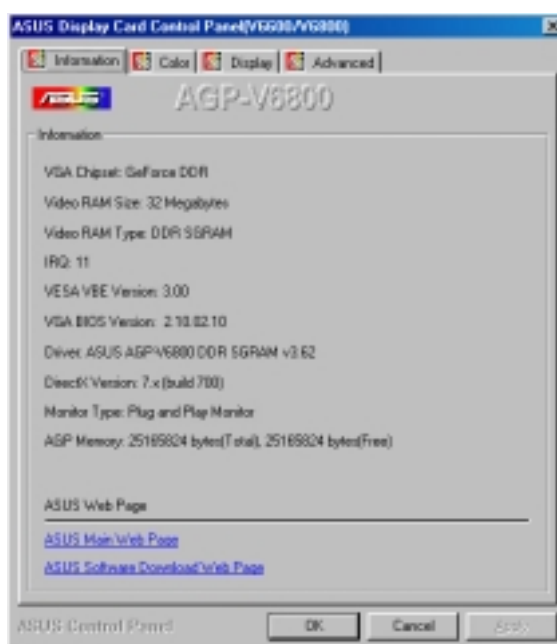 ASUS Display Card Control Panel(V6600/V6800)
Information Color Display Advanced
ASUS AGP-V6800
Information
VGA Chipset: GeForce DDR
Video RAM Size: 32 Megabytes
Video RAM Type: DDR SGRAM
IRQ: 11
VESA VBE Version: 3.00
VGA BIOS Version: 2.10.02.10
Driver: ASUS AGP-V6800 DDR SGRAM v3.62
DirectX Version: 7.x (build 700)
Monitor Type: Plug and Play Monitor
AGP Memory: 25165824 bytes(Total), 25165824 bytes(Free)
ASUS Web Page
ASUS Main Web Page
ASUS Software Download Web Page
ASUS Control Panel OK Cancel Apply